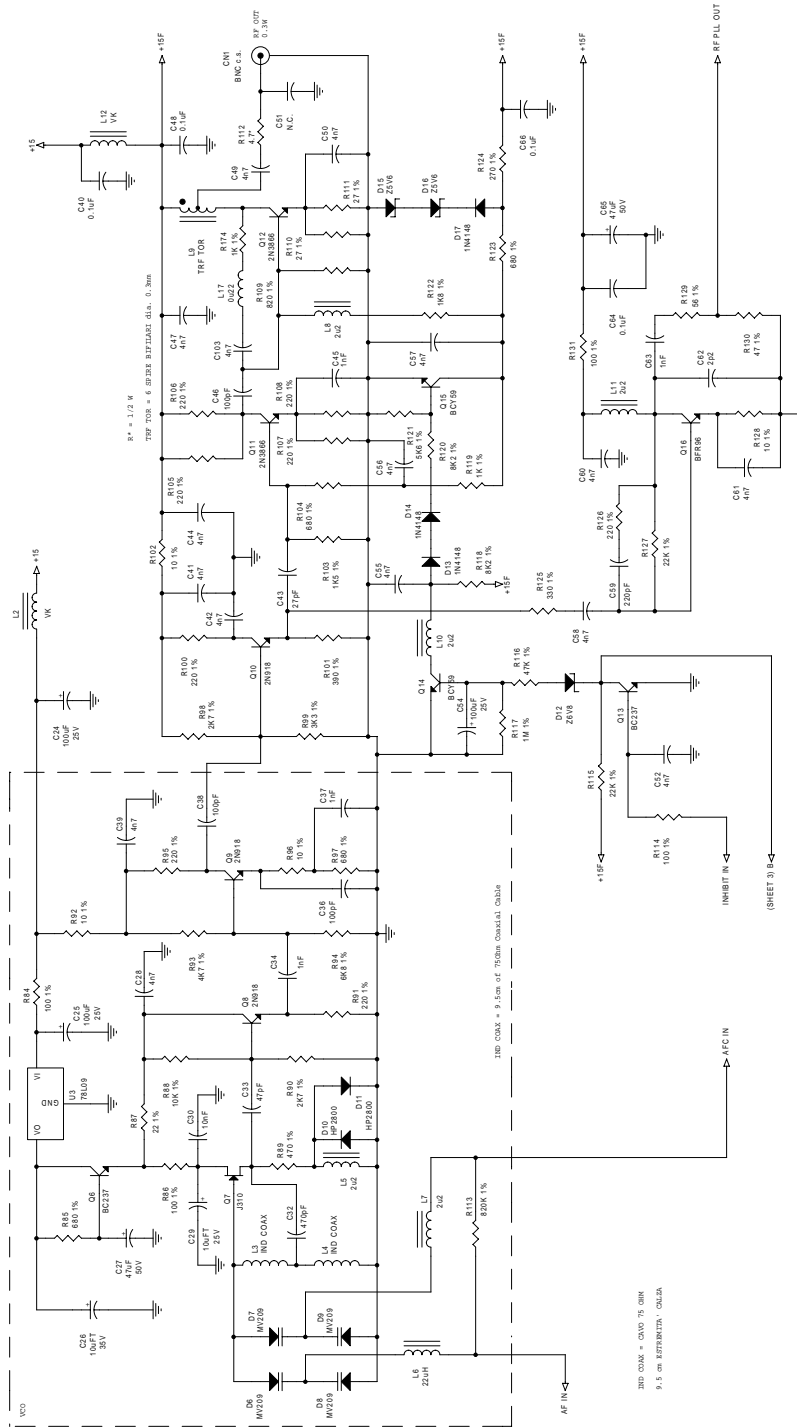 VCO
C26
10uFT
35V
R85
680 1%
C27
47uF
50V
Q6
BC237
VO
VI
GND
U3
78L09
C25
100uF
25V
R84
100 1%
C24
100uF
25V
L2
VK
+15
R86
100 1%
R87
22 1%
C28
4n7
C29
10uFT
25V
C30
10nF
Q7
J310
R88
10K 1%
C33
47pF
R89
470 1%
R90
2K7 1%
D10
HP2800
D11
HP2800
L5
2u2
C32
470pF
L3
IND COAX
L4
IND COAX
D6
MV209
D7
MV209
D8
MV209
D9
MV209
L6
22uH
L7
2u2
R113
820K 1%
AF IN
AFC IN
IND COAX = CAVO 75 OHM
9.5 cm ESTREMITA' CALZA
IND COAX = 9.5cm of 75Ohm Coaxial Cable
Q8
2N918
R91
220 1%
C34
1nF
R92
10 1%
R93
4K7 1%
R94
6K8 1%
C39
4n7
R95
220 1%
Q9
2N918
R96
10 1%
R97
680 1%
C36
100pF
C37
1nF
C38
100pF
R98
2K7 1%
R99
3K3 1%
R100
220 1%
Q10
2N918
R101
390 1%
C42
4n7
C41
4n7
C44
4n7
R102
10 1%
C43
27pF
R103
1K5 1%
R104
680 1%
R105
220 1%
R106
220 1%
Q11
2N3866
R107
220 1%
R108
220 1%
C45
1nF
C46
100pF
C47
4n7
C103
4n7
L17
0u22
R174
1K 1%
R109
820 1%
R110
27 1%
R111
27 1%
Q12
2N3866
L9
TRF TOR
R* = 1/2 W
TRF TOR = 6 SPIRE BIFILARI dia. 0.3mm
C40
0.1uF
L12
VK
+15
C48
0.1uF
+15F
C49
4n7
R112
4.7*
C51
N.C.
CN1
BNC c.s.
RF OUT
0.3W
C50
4n7
L8
2u2
R122
1K8 1%
C57
4n7
Q15
BCY59
R121
5K6 1%
R120
8K2 1%
R119
1K 1%
C56
4n7
D15
Z5V6
D16
Z5V6
D17
1N4148
R123
680 1%
R124
270 1%
C66
0.1uF
+15F
D13
1N4148
D14
1N4148
C55
4n7
R118
8K2 1%
+15F
L10
2u2
Q14
BCY59
C54
100uF
25V
R116
47K 1%
R117
1M 1%
D12
Z6V8
Q13
BC237
R115
22K 1%
+15F
C52
4n7
R114
100 1%
INHIBIT IN
(SHEET 3) B
R125
330 1%
C58
4n7
C59
220pF
R126
220 1%
R127
22K 1%
Q16
BFR96
C60
4n7
L11
2u2
R131
100 1%
C64
0.1uF
C65
47uF
50V
+15F
C63
1nF
C62
2p2
R129
56 1%
R130
47 1%
R128
10 1%
C61
4n7
RF PLL OUT